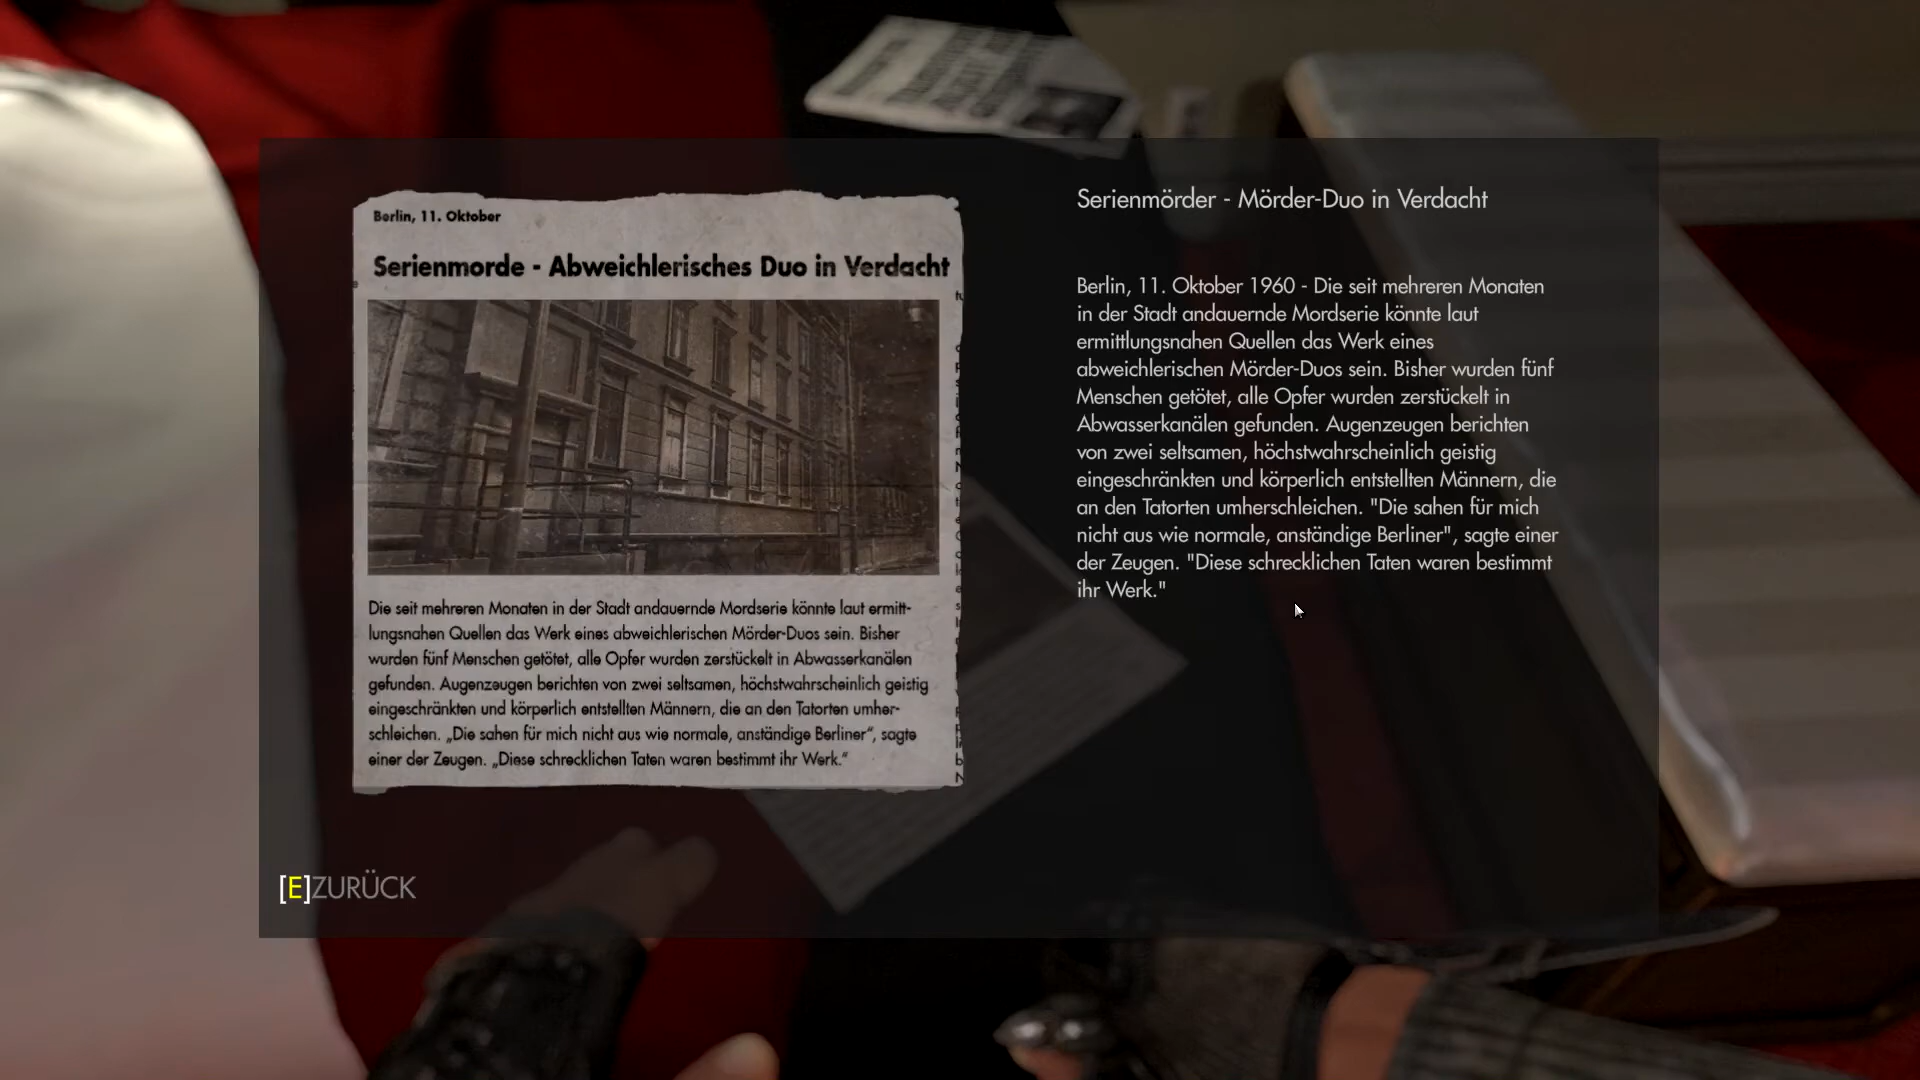 Berlin, 11. Oktober
Serienmorde - Abweichlerisches Duo in Verdacht
Die seit mehreren Monaten in der Stadt andauernde Mordserie könnte laut ermitt-
lungsnahen Quellen das Werk eines abweichlerischen Mörder-Duos sein. Bisher
wurden fünf Menschen getötet, alle Opfer wurden zerstückelt in Abwasserkanälen
gefunden. Augenzeugen berichten von zwei seltsamen, höchstwahrscheinlich geistig
eingeschränkten und körperlich entstellten Männern, die an den Tatorten umher-
schleichen. „Die sahen für mich nicht aus wie normale, anständige Berliner“, sagte
einer der Zeugen. „Diese schrecklichen Taten waren bestimmt ihr Werk.“
Serienmörder - Mörder-Duo in Verdacht
Berlin, 11. Oktober 1960 - Die seit mehreren Monaten
in der Stadt andauernde Mordserie könnte laut
ermittlungsnahen Quellen das Werk eines
abweichlerischen Mörder-Duos sein. Bisher wurden fünf
Menschen getötet, alle Opfer wurden zerstückelt in
Abwasserkanälen gefunden. Augenzeugen berichten
von zwei seltsamen, höchstwahrscheinlich geistig
eingeschränkten und körperlich entstellten Männern, die
an den Tatorten umherschleichen. "Die sahen für mich
nicht aus wie normale, anständige Berliner", sagte einer
der Zeugen. "Diese schrecklichen Taten waren bestimmt
ihr Werk."
[E]ZURÜCK